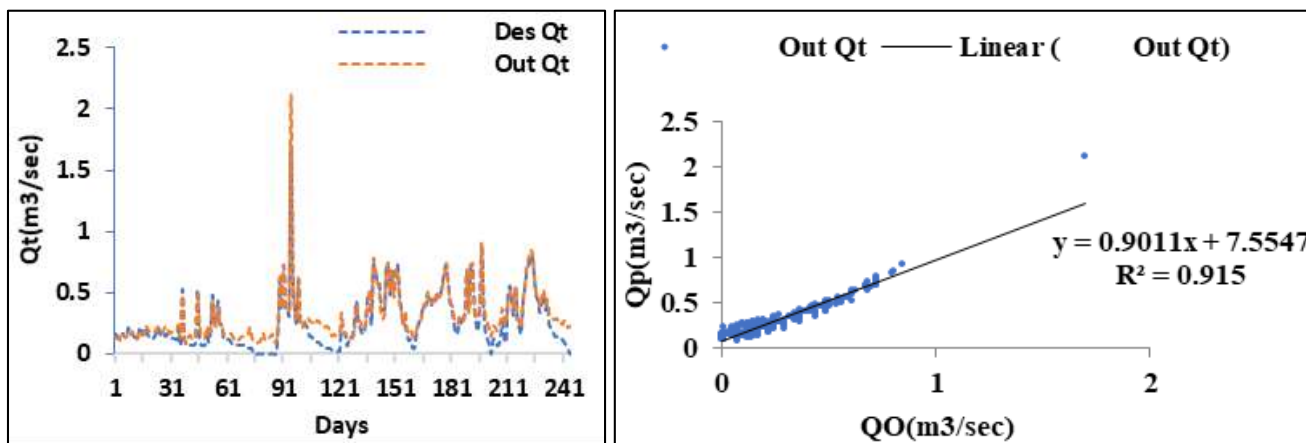 Des Qt
Out Qt
2.5
2
1.5
1
0.5
0
Qt(m3/sec)
1 31 61 91 121 151 181 211 241
Days
Out Qt Linear ( Out Qt)
2.5
2
1.5
1
0.5
0
Qp(m3/sec)
y = 0.9011x + 7.5547
R² = 0.915
0 1 2
QO(m3/sec)